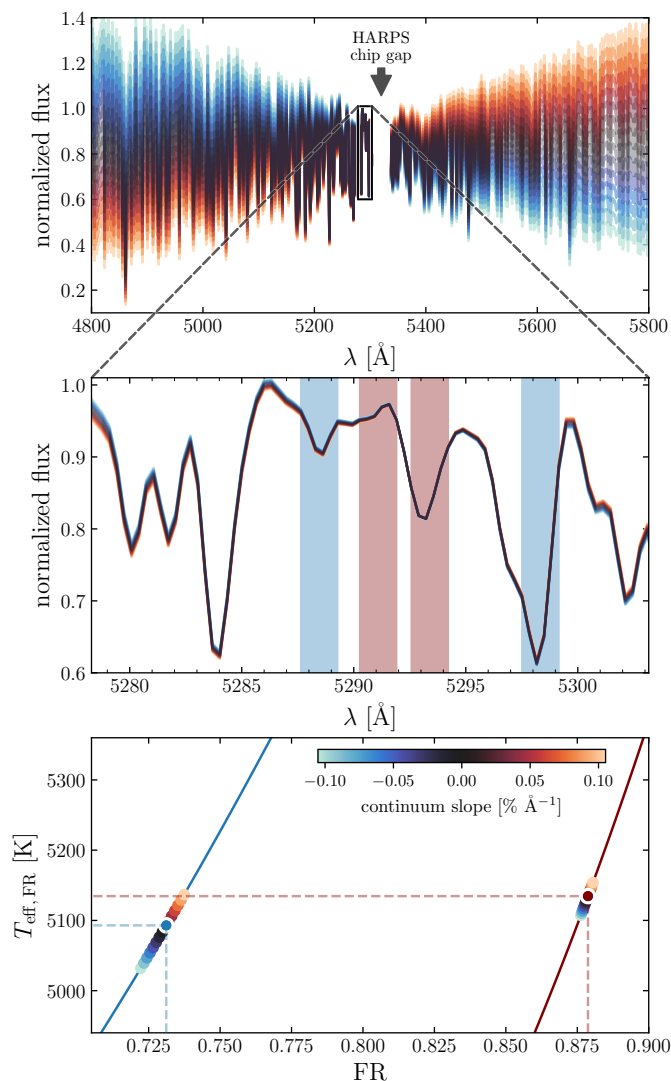 HARPS
chip gap
normalized flux
1.4
1.2
1.0
0.8
0.6
0.4
0.2
4800 5000 5200 5400 5600 5800
λ [Å]
normalized flux
1.0
0.9
0.8
0.7
0.6
5280 5285 5290 5295 5300
λ [Å]
T_eff, FR [K]
5300
5200
5100
5000
−0.10 −0.05 0.00 0.05 0.10
continuum slope [% Å⁻¹]
0.725 0.750 0.775 0.800 0.825 0.850 0.875 0.900
FR